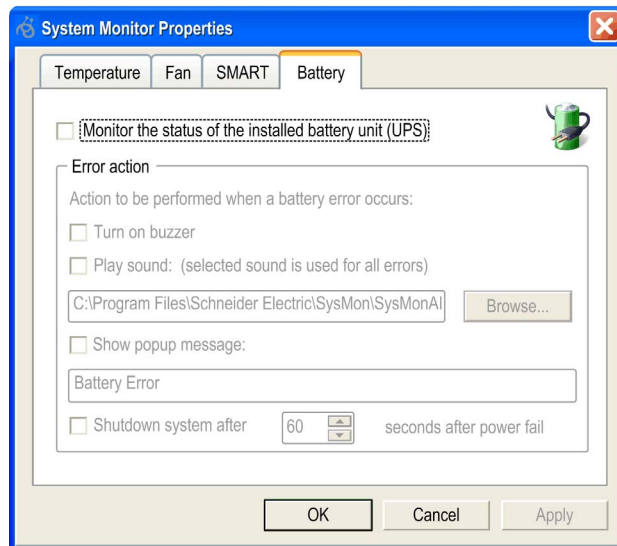 System Monitor Properties
Temperature Fan SMART Battery
Monitor the status of the installed battery unit (UPS)
Error action
Action to be performed when a battery error occurs:
Turn on buzzer
Play sound: (selected sound is used for all errors)
C:\Program Files\Schneider Electric\SysMon\SysMonAl Browse...
Show popup message:
Battery Error
Shutdown system after 60 seconds after power fail
OK Cancel Apply